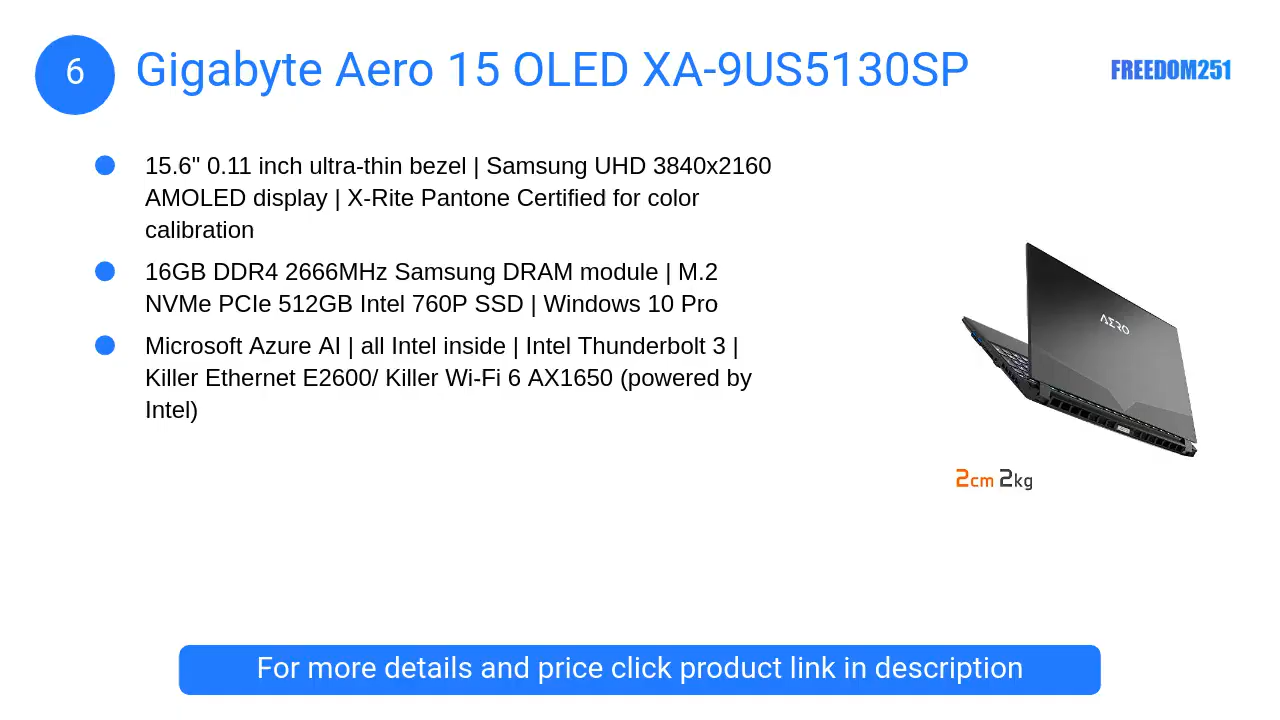 6
Gigabyte Aero 15 OLED XA-9US5130SP
FREEDOM251
15.6" 0.11 inch ultra-thin bezel | Samsung UHD 3840x2160
AMOLED display | X-Rite Pantone Certified for color
calibration
16GB DDR4 2666MHz Samsung DRAM module | M.2
NVMe PCIe 512GB Intel 760P SSD | Windows 10 Pro
Microsoft Azure AI | all Intel inside | Intel Thunderbolt 3 |
Killer Ethernet E2600/ Killer Wi-Fi 6 AX1650 (powered by
Intel)
AERO
2cm 2kg
For more details and price click product link in description